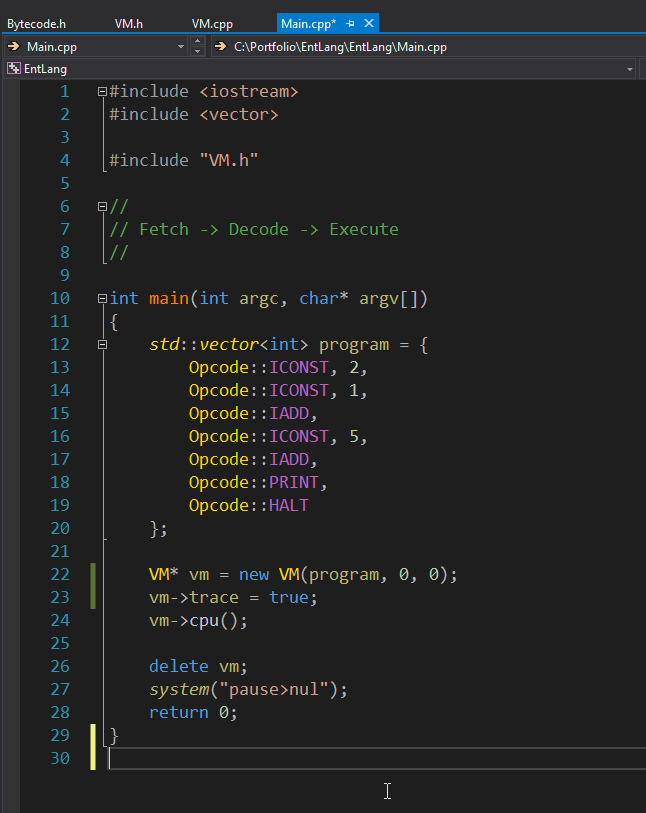 Bytecode.h VM.h VM.cpp Main.cpp*
Main.cpp C:\Portfolio\EntLang\EntLang\Main.cpp
EntLang
1 #include <iostream>
2 #include <vector>
3
4 #include "VM.h"
5
6 //
7 // Fetch -> Decode -> Execute
8 //
9
10 int main(int argc, char* argv[])
11 {
12     std::vector<int> program = {
13         Opcode::ICONST, 2,
14         Opcode::ICONST, 1,
15         Opcode::IADD,
16         Opcode::ICONST, 5,
17         Opcode::IADD,
18         Opcode::PRINT,
19         Opcode::HALT
20     };
21
22     VM* vm = new VM(program, 0, 0);
23     vm->trace = true;
24     vm->cpu();
25
26     delete vm;
27     system("pause>nul");
28     return 0;
29 }
30